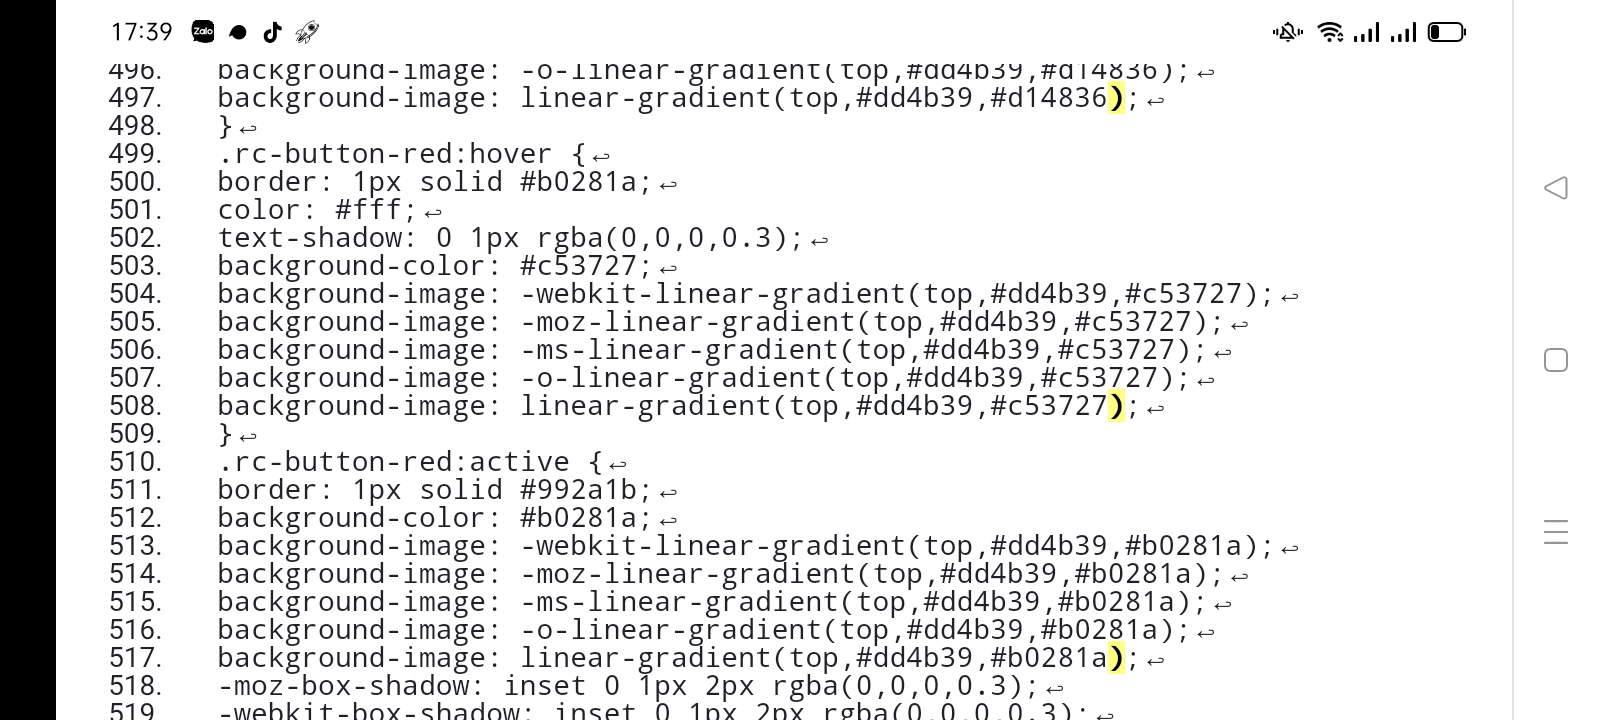 17:39 Zalo
496. background-image: -o-linear-gradient(top,#dd4b39,#d14836);↩
497. background-image: linear-gradient(top,#dd4b39,#d14836);↩
498. }↩
499. .rc-button-red:hover {↩
500. border: 1px solid #b0281a;↩
501. color: #fff;↩
502. text-shadow: 0 1px rgba(0,0,0,0.3);↩
503. background-color: #c53727;↩
504. background-image: -webkit-linear-gradient(top,#dd4b39,#c53727);↩
505. background-image: -moz-linear-gradient(top,#dd4b39,#c53727);↩
506. background-image: -ms-linear-gradient(top,#dd4b39,#c53727);↩
507. background-image: -o-linear-gradient(top,#dd4b39,#c53727);↩
508. background-image: linear-gradient(top,#dd4b39,#c53727);↩
509. }↩
510. .rc-button-red:active {↩
511. border: 1px solid #992a1b;↩
512. background-color: #b0281a;↩
513. background-image: -webkit-linear-gradient(top,#dd4b39,#b0281a);↩
514. background-image: -moz-linear-gradient(top,#dd4b39,#b0281a);↩
515. background-image: -ms-linear-gradient(top,#dd4b39,#b0281a);↩
516. background-image: -o-linear-gradient(top,#dd4b39,#b0281a);↩
517. background-image: linear-gradient(top,#dd4b39,#b0281a);↩
518. -moz-box-shadow: inset 0 1px 2px rgba(0,0,0,0.3);↩
519. -webkit-box-shadow: inset 0 1px 2px rgba(0,0,0,0.3);↩